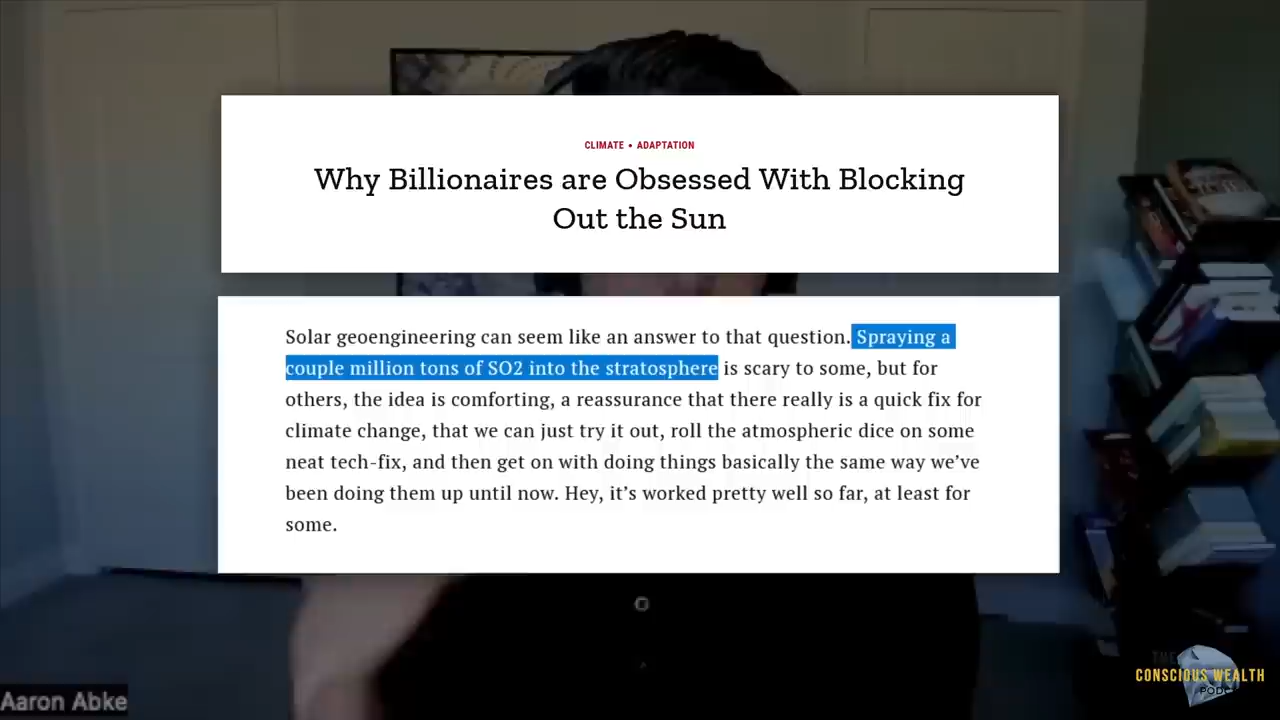 CLIMATE • ADAPTATION
Why Billionaires are Obsessed With Blocking
Out the Sun
Solar geoengineering can seem like an answer to that question. Spraying a
couple million tons of SO2 into the stratosphere is scary to some, but for
others, the idea is comforting, a reassurance that there really is a quick fix for
climate change, that we can just try it out, roll the atmospheric dice on some
neat tech-fix, and then get on with doing things basically the same way we’ve
been doing them up until now. Hey, it’s worked pretty well so far, at least for
some.
THE
CONSCIOUS WEALTH
Aaron Abke